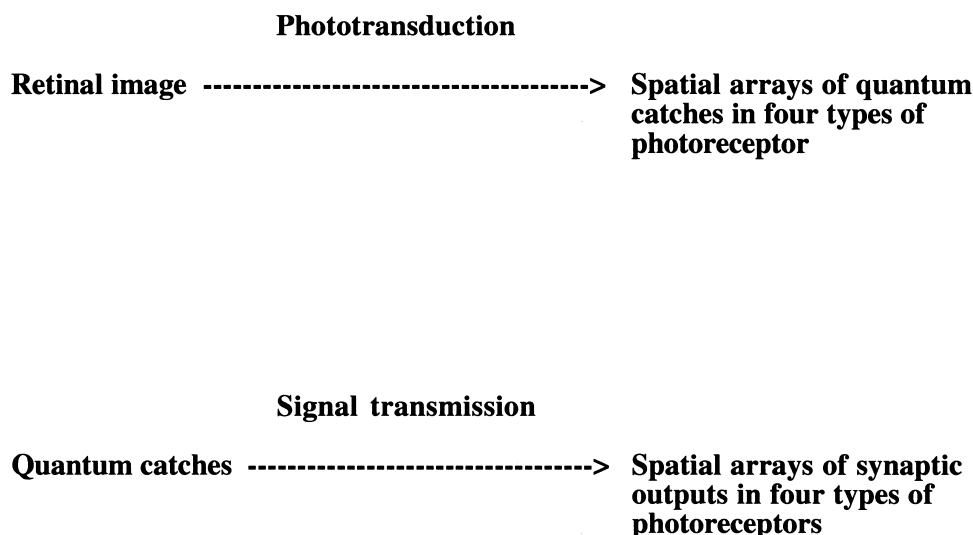 Phototransduction
Retinal image ---------------------------------------> Spatial arrays of quantum
catches in four types of
photoreceptor
Signal transmission
Quantum catches -----------------------------------> Spatial arrays of synaptic
outputs in four types of
photoreceptors